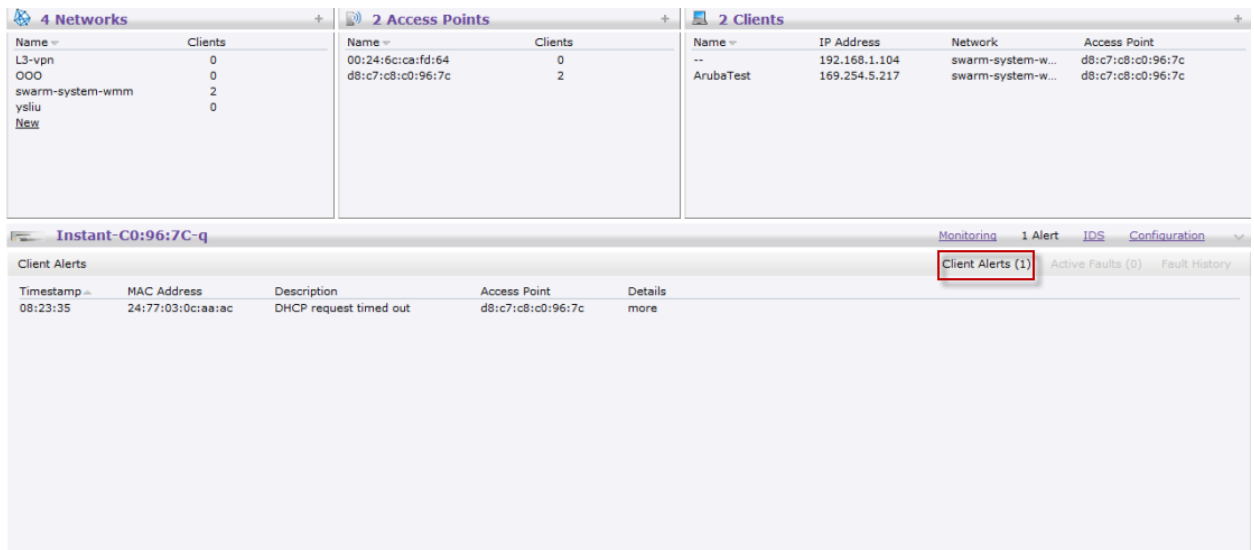 4 Networks +
Name Clients
L3-vpn 0
OOO 0
swarm-system-wmm 2
ysliu 0
New
2 Access Points +
Name Clients
00:24:6c:ca:fd:64 0
d8:c7:c8:c0:96:7c 2
2 Clients +
Name IP Address Network Access Point
-- 192.168.1.104 swarm-system-w... d8:c7:c8:c0:96:7c
ArubaTest 169.254.5.217 swarm-system-w... d8:c7:c8:c0:96:7c
Instant-C0:96:7C-q Monitoring 1 Alert IDS Configuration
Client Alerts Client Alerts (1) Active Faults (0) Fault History
Timestamp MAC Address Description Access Point Details
08:23:35 24:77:03:0c:aa:ac DHCP request timed out d8:c7:c8:c0:96:7c more